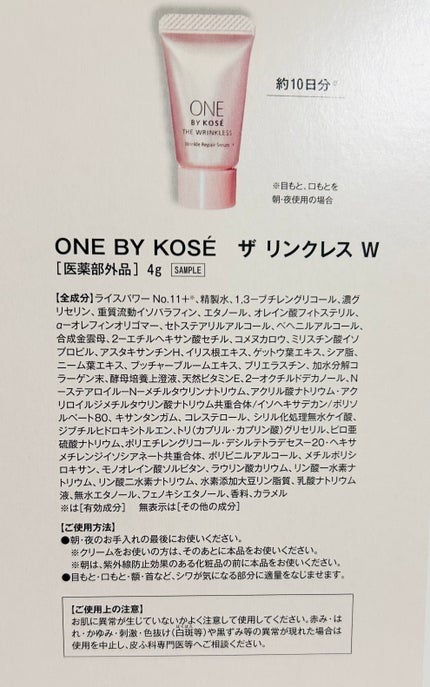 ONE
BY KOSÉ
THE WRINKLESS
Wrinkle Repair Serum
約10日分※
※目もと、口もとを
朝・夜使用の場合
ONE BY KOSÉ ザ リンクレス W
[医薬部外品] 4g SAMPLE
【全成分】ライスパワー No.11+※、精製水、1,3-ブチレングリコール、濃グ
リセリン、重質流動イソパラフィン、エタノール、オレイン酸フィトステリル、
α-オレフィンオリゴマー、セトステアリルアルコール、ベヘニルアルコール、
合成金雲母、2-エチルヘキサン酸セチル、コメヌカロウ、ミリスチン酸イソ
プロピル、アスタキサンチンH、イリス根エキス、ゲットウ葉エキス、シア脂、
ニーム葉エキス、ブッチャーブルームエキス、プリエラスチン、加水分解コ
ラーゲン末、酵母培養上澄液、天然ビタミンE、2-オクチルドデカノール、N
-ステアロイル-N-メチルタウリンナトリウム、アクリル酸ナトリウム・アク
リロイルジメチルタウリン酸ナトリウム共重合体/イソヘキサデカン/ポリソ
ルベート80、キサンタンガム、コレステロール、シリル化処理無水ケイ酸、
ジブチルヒドロキシトルエン、トリ(カプリル・カプリン酸)グリセリル、ピロ亜
硫酸ナトリウム、ポリエチレングリコール・デシルテトラデセス-20・ヘキサ
メチレンジイソシアネート共重合体、ポリビニルアルコール、メチルポリシ
ロキサン、モノオレイン酸ソルビタン、ラウリン酸カリウム、リン酸一水素ナ
トリウム、リン酸二水素ナトリウム、水素添加大豆リン脂質、乳酸ナトリウム
液、無水エタノール、フェノキシエタノール、香料、カラメル
※は[有効成分] 無表示は[その他の成分]
【ご使用方法】
●朝・夜のお手入れの最後にお使いください。
※クリームをお使いの方は、そのあとに本品をお使いください。
※朝は、紫外線防止効果のある化粧品の前に本品をお使いください。
●目もと・口もと・額・首など、シワが気になる部分に適量をなじませます。
【ご使用上の注意】
お肌に異常が生じていないかよく注意して使用してください。赤み・は
れ・かゆみ・刺激・色抜け(白斑等)や黒ずみ等の異常が現れた場合は
使用を中止し、皮ふ科専門医等へご相談ください。